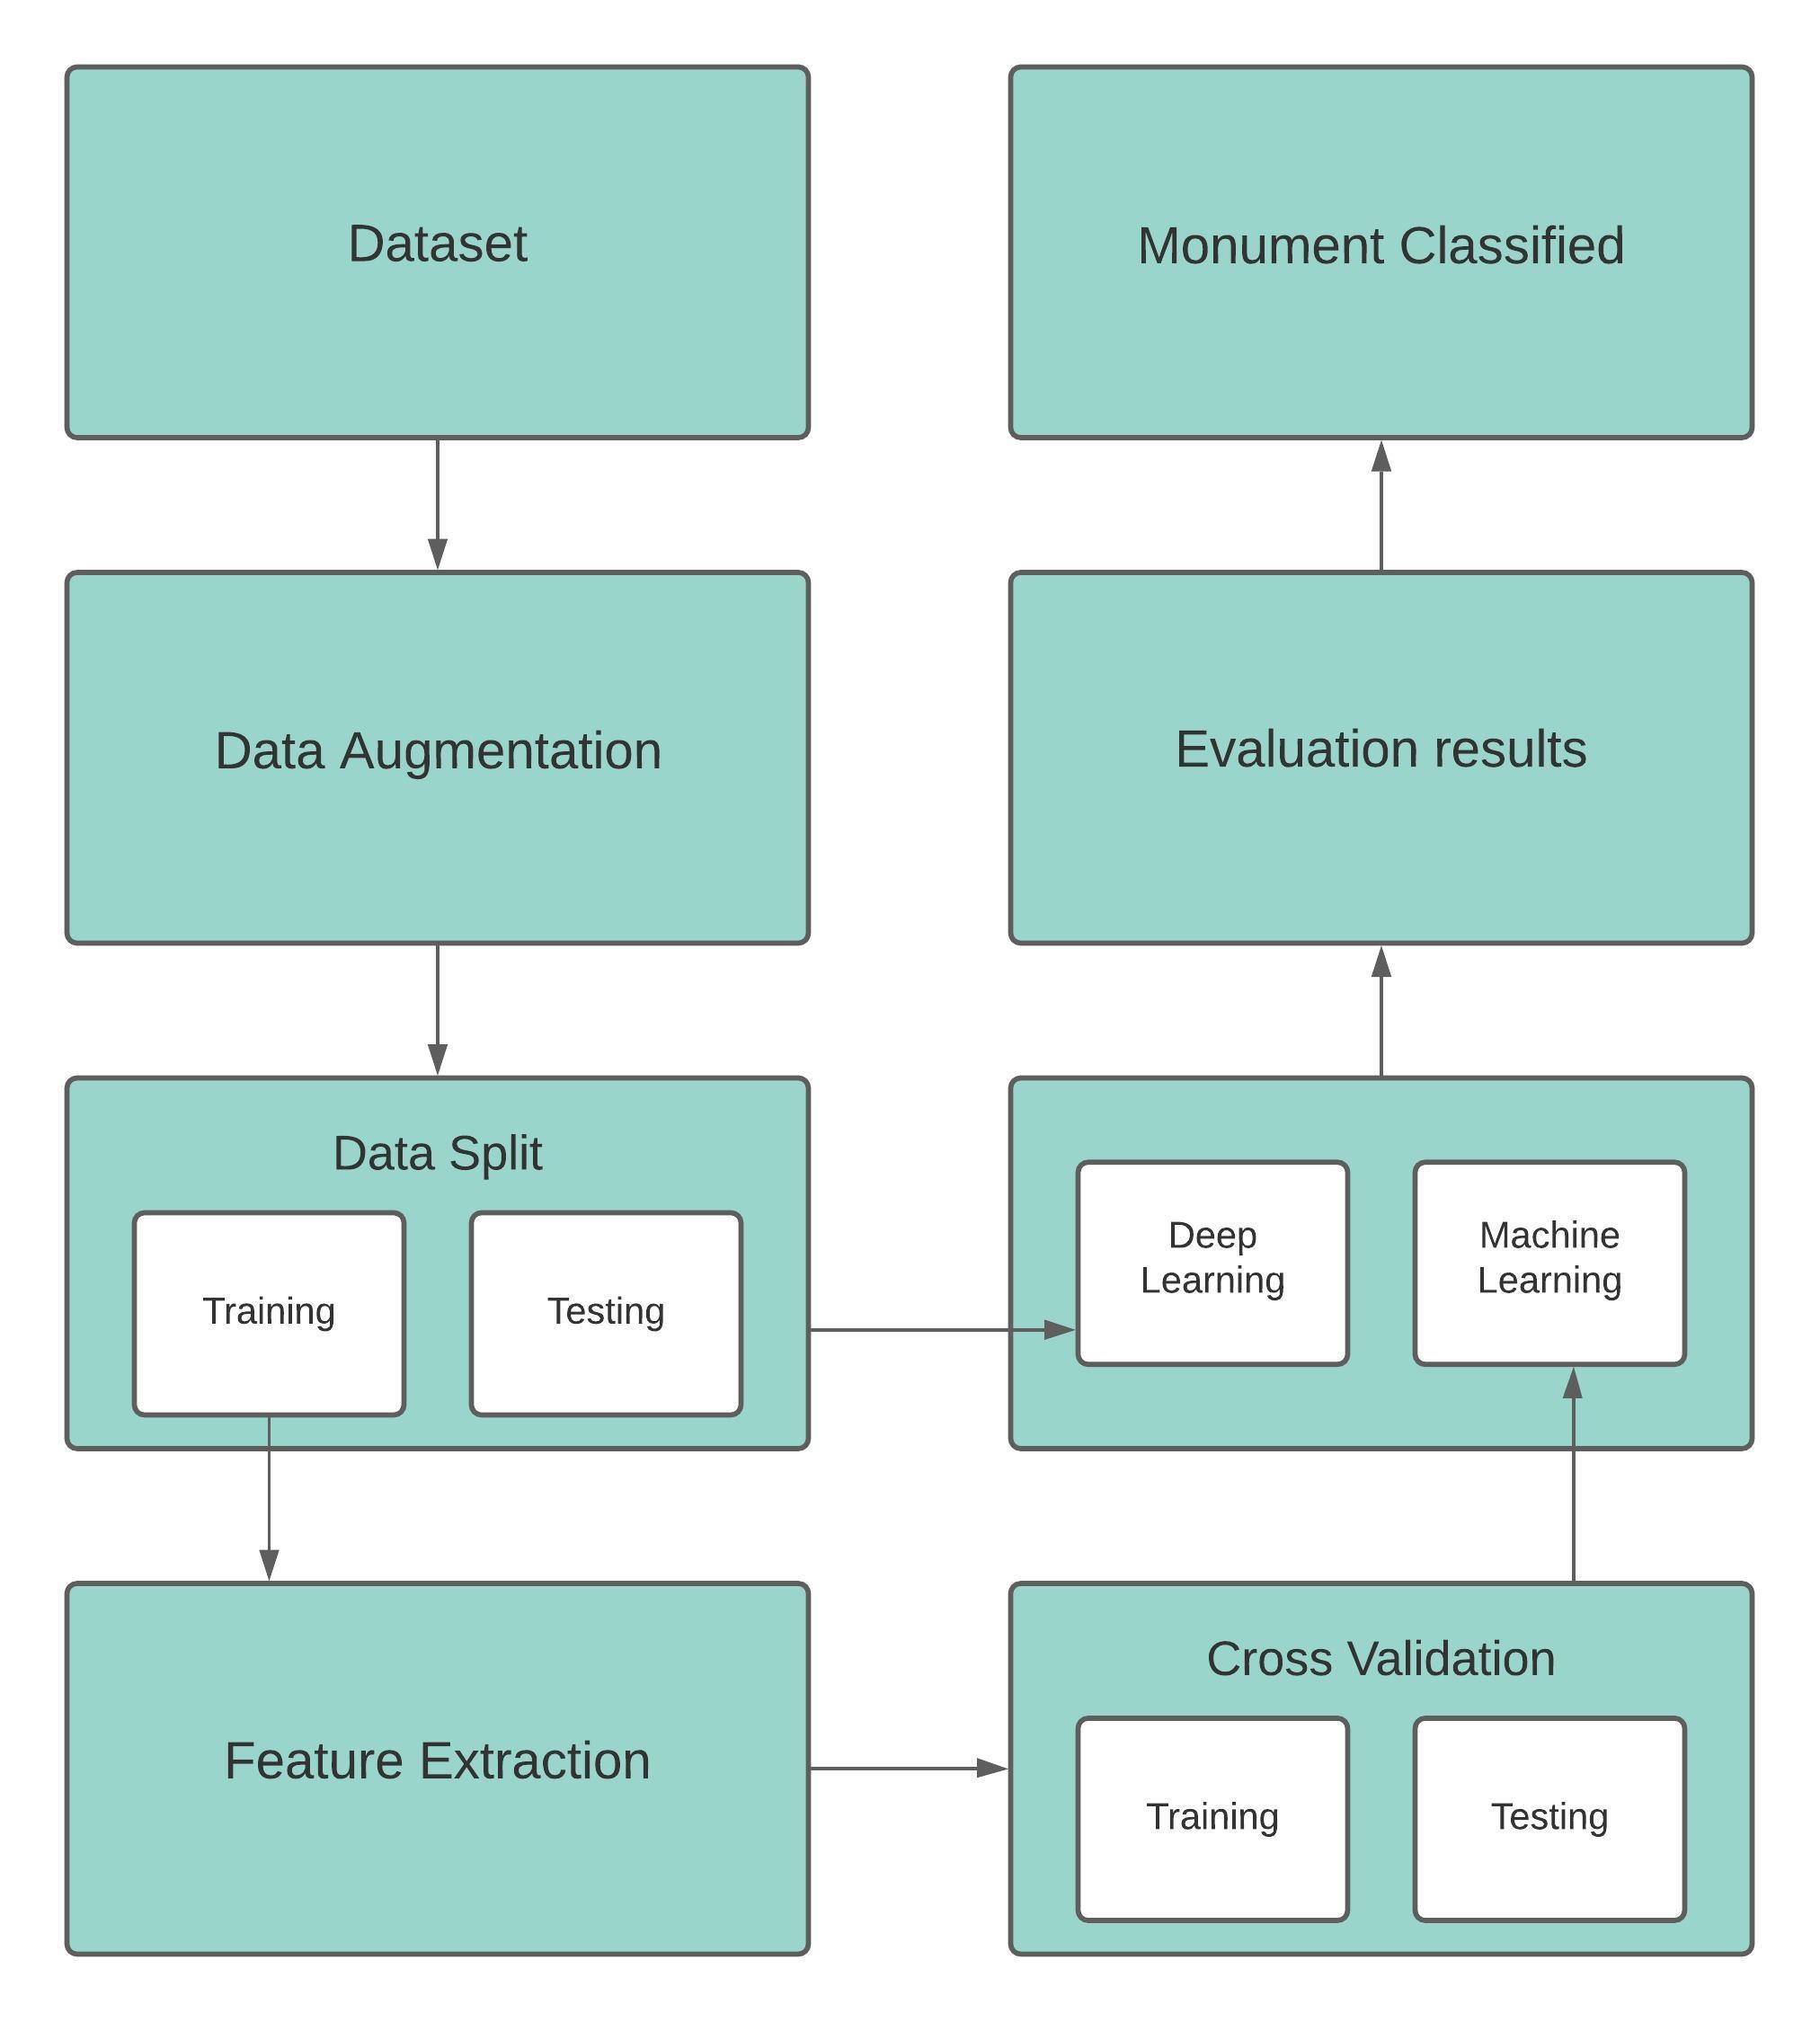 Dataset
Monument Classified
Data Augmentation
Evaluation results
Data Split
Training
Testing
Deep
Learning
Machine
Learning
Feature Extraction
Cross Validation
Training
Testing